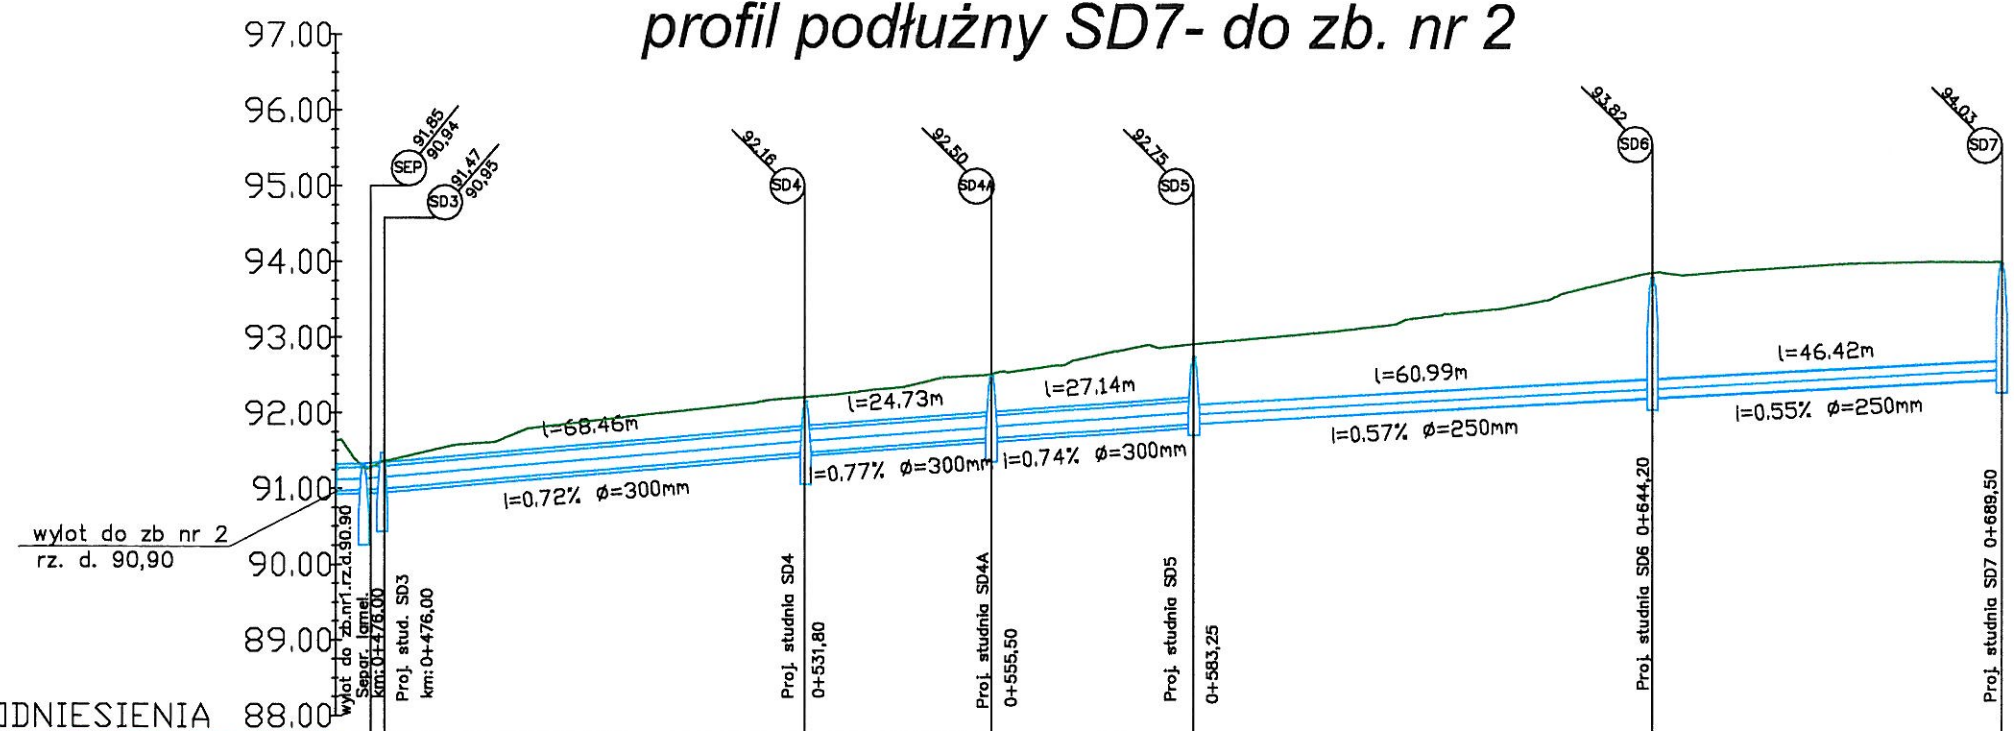 profil podłużny SD7- do zb. nr 2
97.00
96.00
95.00
94.00
93.00
92.00
91.00
90.00
89.00
88.00
SEP
91,85
90,94
SD3
91,47
90,95
92,16
SD4
92,50
SD4A
92,75
SD5
93,82
SD6
94,03
SD7
l=68.46m
l=24.73m
l=27.14m
l=60.99m
l=46.42m
I=0.72% Ø=300mm
I=0.77% Ø=300mm
I=0.74% Ø=300mm
I=0.57% Ø=250mm
I=0.55% Ø=250mm
wylot do zb nr 2
rz. d. 90,90
wylot do zb.nr1.rz.d.90.90
Separ. lamel.
km:0+476.00
Proj. stud. SD3
km:0+476,00
Proj. studnia SD4
0+531,80
Proj. studnia SD4A
0+555,50
Proj. studnia SD5
0+583,25
Proj. studnia SD6 0+644,20
Proj. studnia SD7 0+689,50
ODNIESIENIA